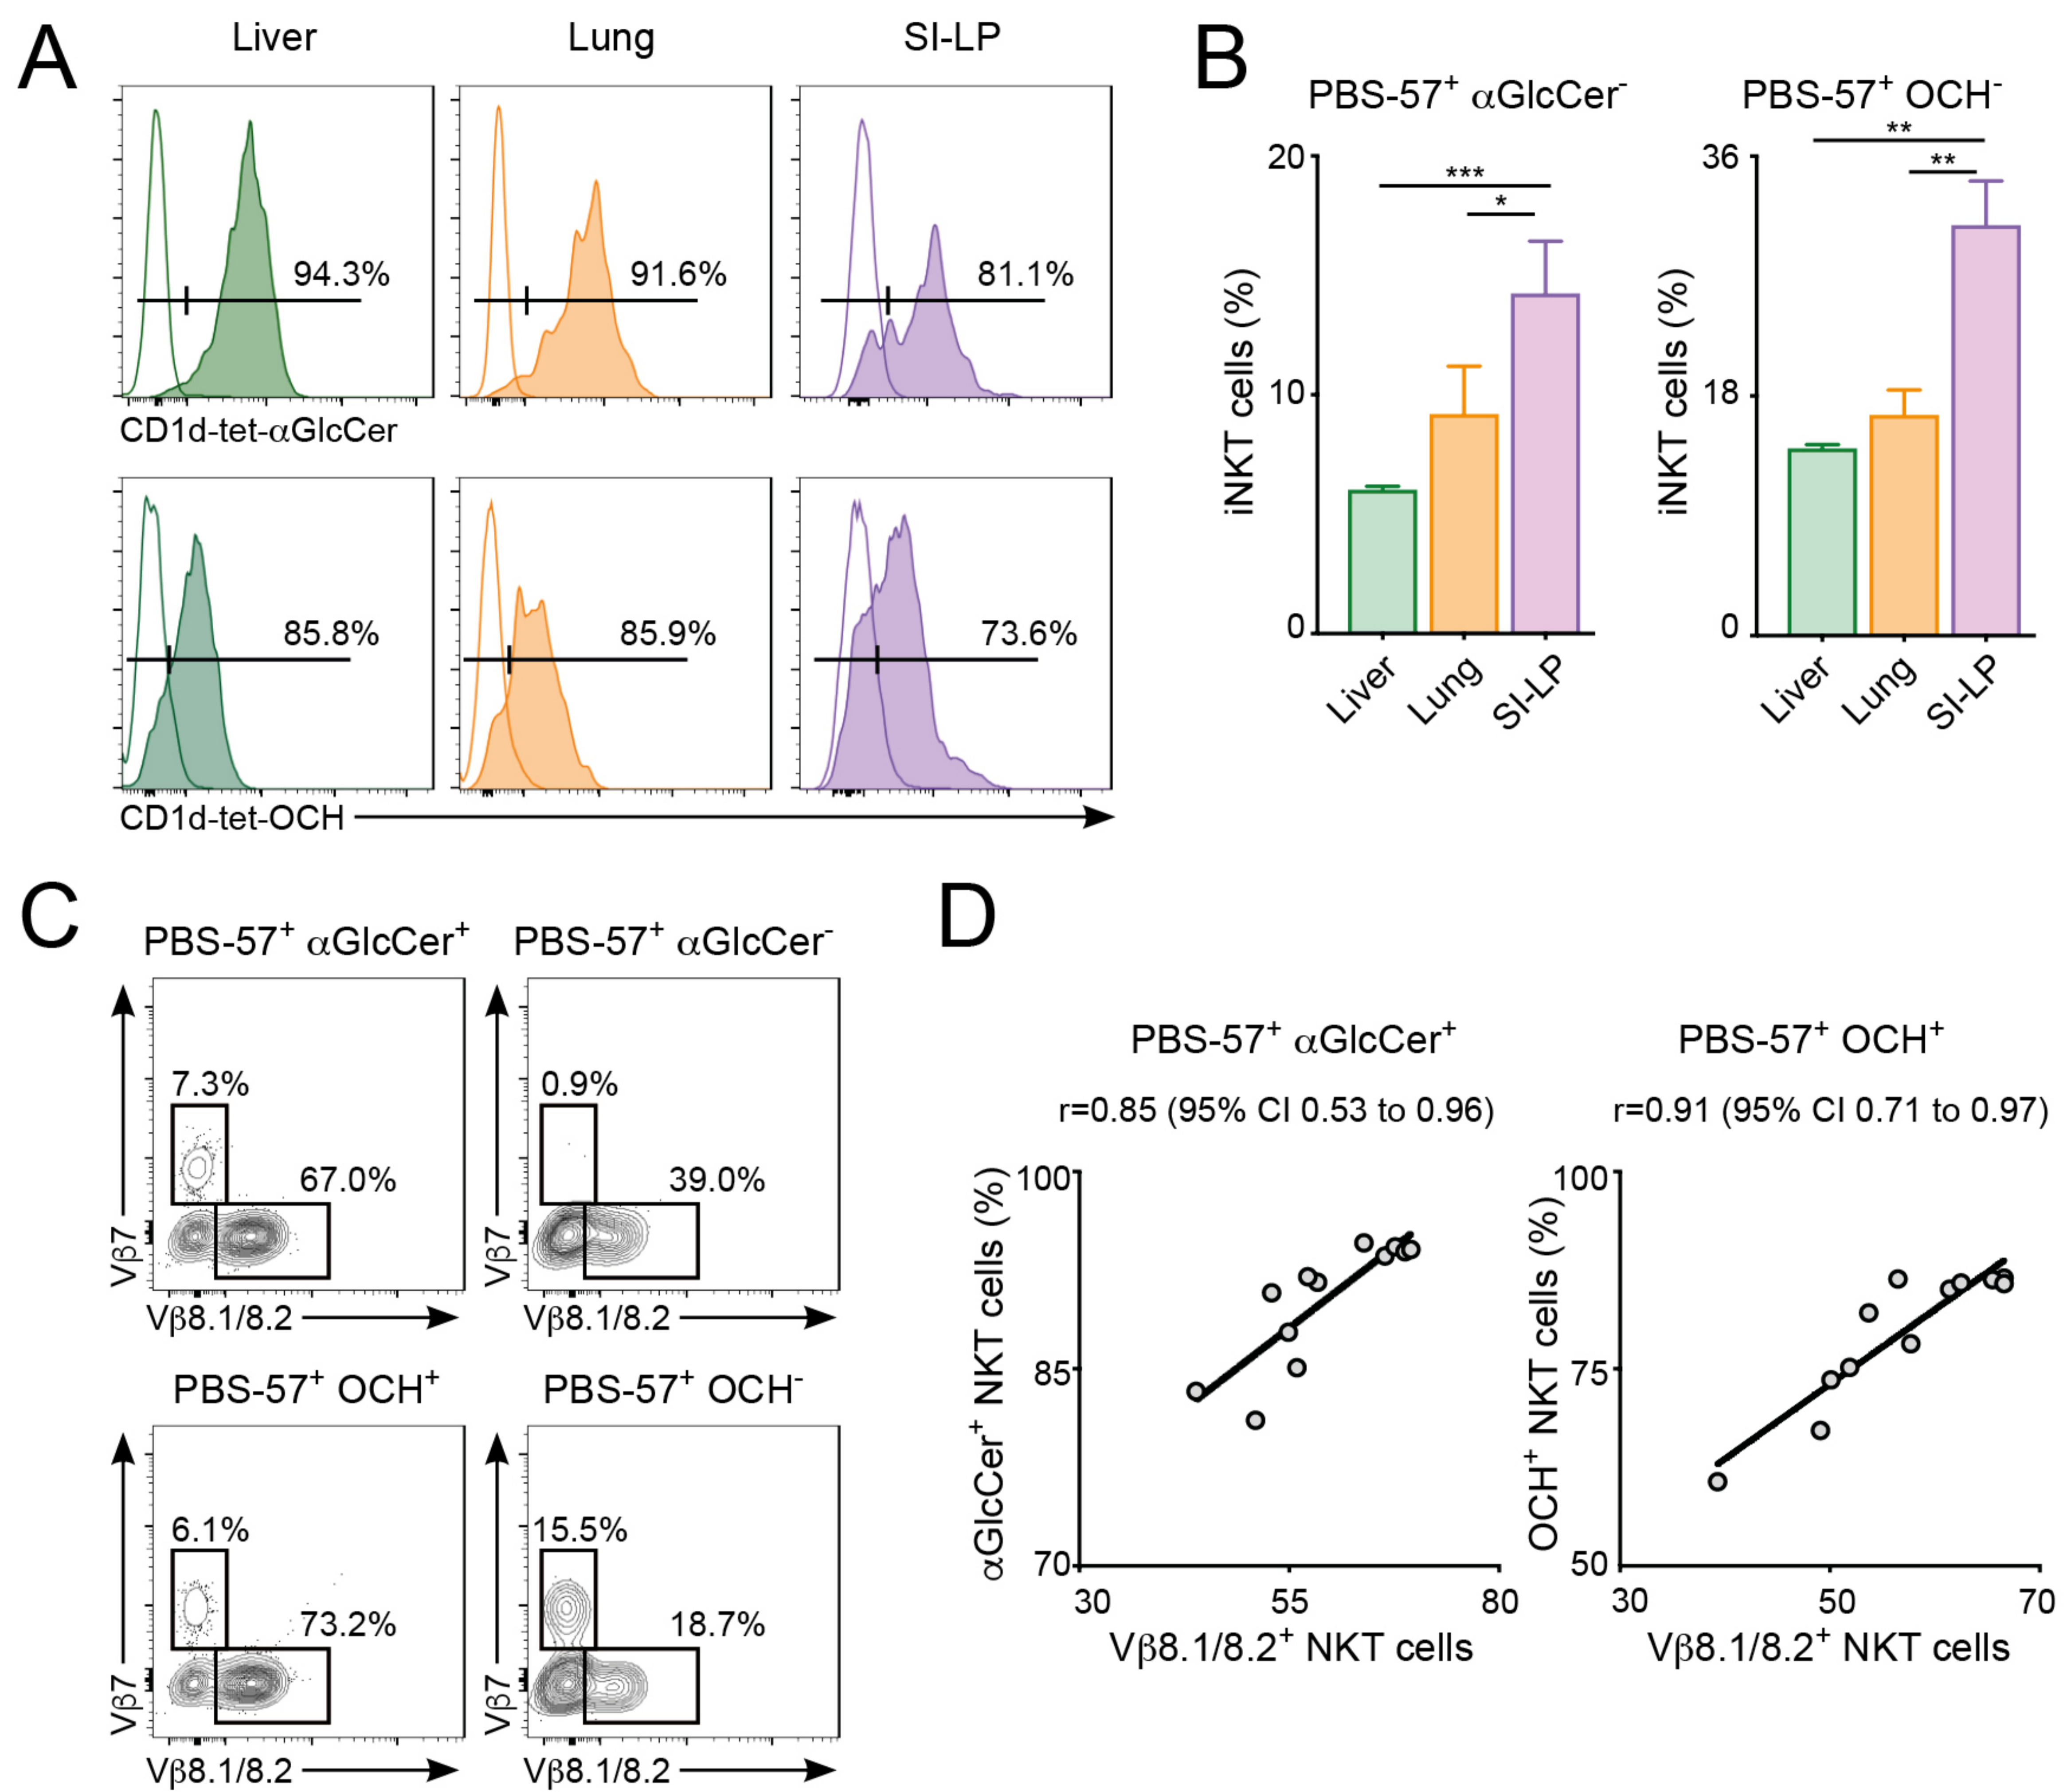 A
Liver
Lung
SI-LP
94.3%
91.6%
81.1%
CD1d-tet-αGlcCer
85.8%
85.9%
73.6%
CD1d-tet-OCH
B
PBS-57+ αGlcCer-
PBS-57+ OCH-
iNKT cells (%)
20
10
0
***
*
Liver
Lung
SI-LP
iNKT cells (%)
36
18
0
**
**
Liver
Lung
SI-LP
C
PBS-57+ αGlcCer+
PBS-57+ αGlcCer-
7.3%
67.0%
0.9%
39.0%
Vβ7
Vβ7
Vβ8.1/8.2
Vβ8.1/8.2
PBS-57+ OCH+
PBS-57+ OCH-
6.1%
73.2%
15.5%
18.7%
Vβ7
Vβ7
Vβ8.1/8.2
Vβ8.1/8.2
D
PBS-57+ αGlcCer+
r=0.85 (95% CI 0.53 to 0.96)
αGlcCer+ NKT cells (%)
100
85
70
30 55 80
Vβ8.1/8.2+ NKT cells
PBS-57+ OCH+
r=0.91 (95% CI 0.71 to 0.97)
OCH+ NKT cells (%)
100
75
50
30 50 70
Vβ8.1/8.2+ NKT cells